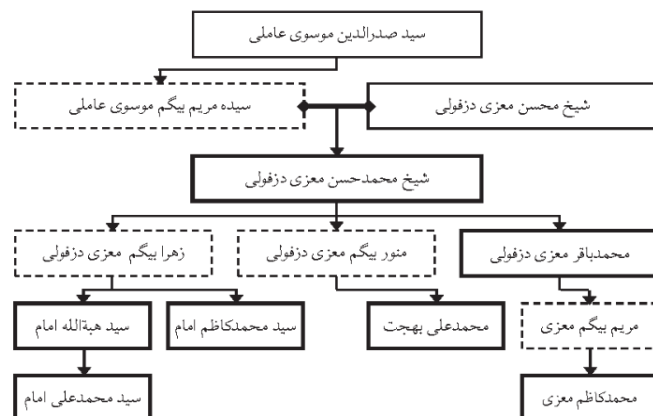 سید صدرالدین موسوی عاملی
شیخ محسن معزی دزفولی
سیده مریم بیگم موسوی عاملی
شیخ محمدحسن معزی دزفولی
محمدباقر معزی دزفولی
منور بیگم معزی دزفولی
زهرا بیگم معزی دزفولی
مریم بیگم معزی
محمدعلی بهجت
سید محمدکاظم امام
سید هبةالله امام
محمدکاظم معزی
سید محمدعلی امام